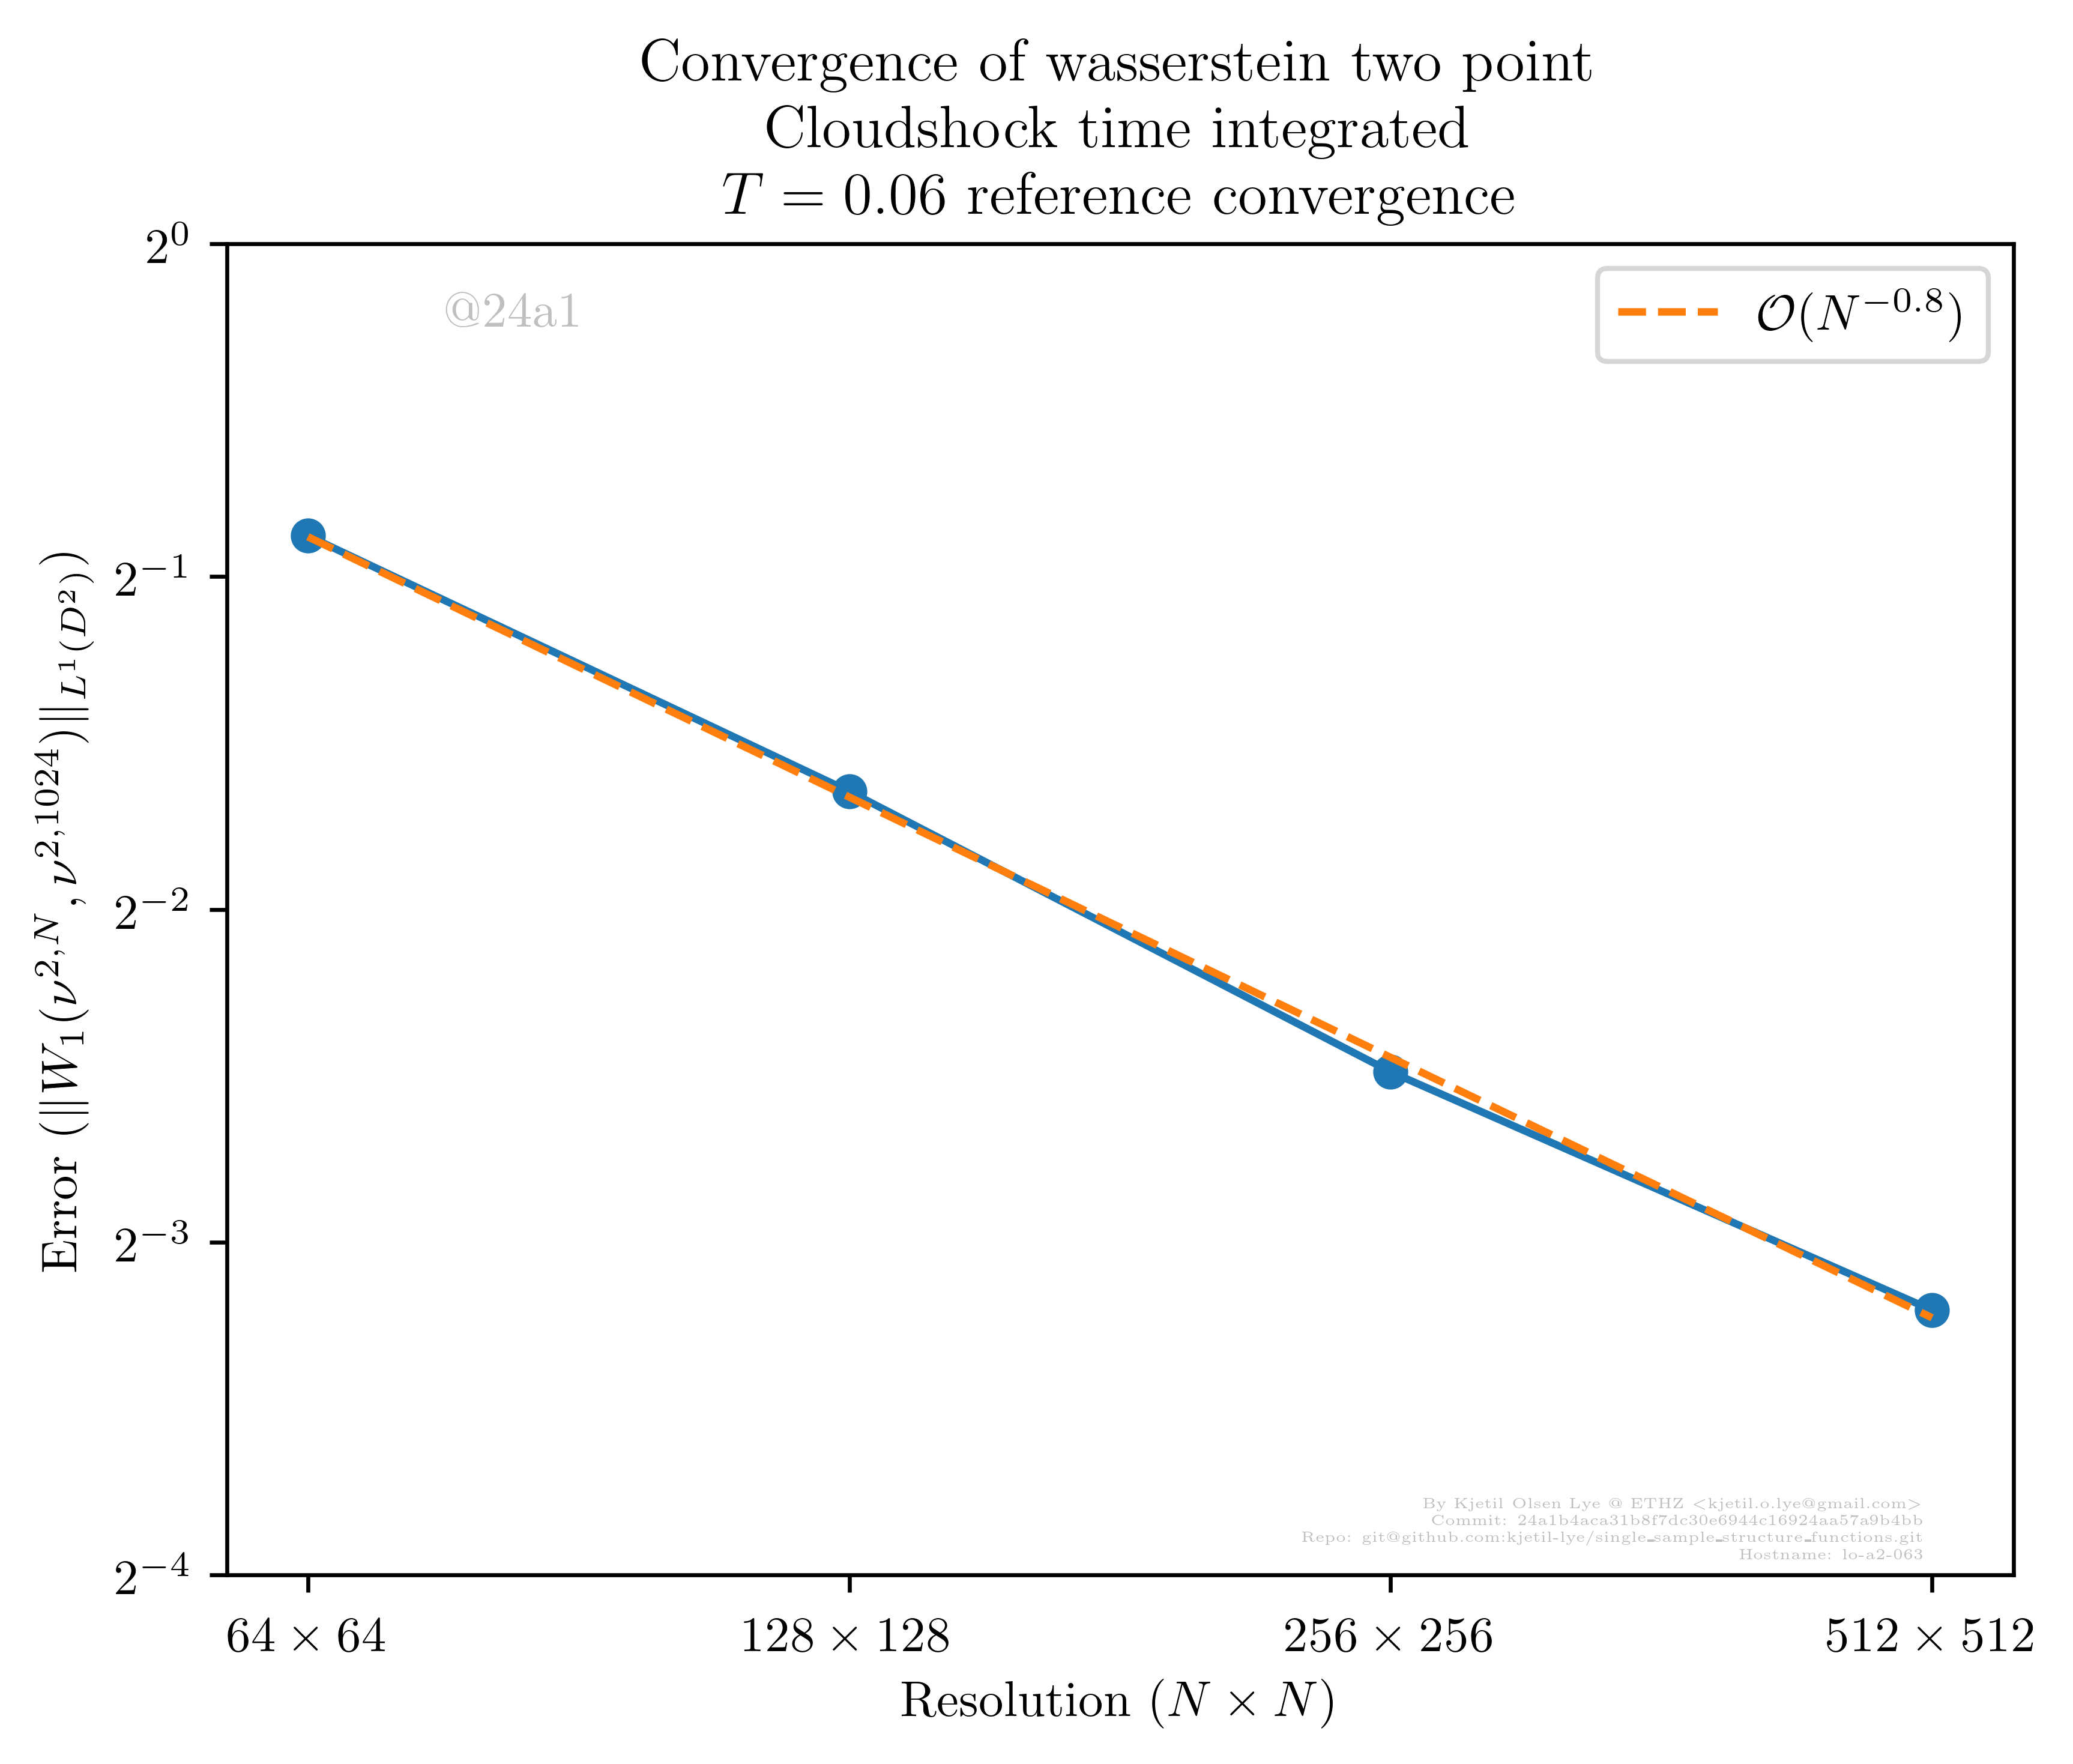 Convergence of wasserstein two point
Cloudshock time integrated
T = 0.06 reference convergence
@24a1
𝒪(N^{-0.8})
2^0
2^{-1}
2^{-2}
2^{-3}
2^{-4}
Error (||W_1(ν^{2,N}, ν^{2,1024})||_{L^1(D^2)})
By Kjetil Olsen Lye @ ETHZ <kjetil.o.lye@gmail.com>
Commit: 24a1b4aca31b8f7dc30e6944c16924aa57a9b4bb
Repo: git@github.com:kjetil-lye/single_sample_structure_functions.git
Hostname: lo-a2-063
64 × 64 128 × 128 256 × 256 512 × 512
Resolution (N × N)